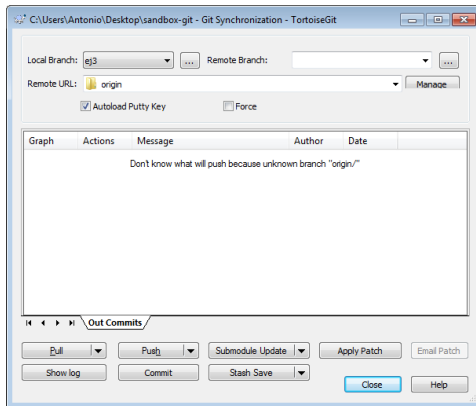 C:\Users\Antonio\Desktop\sandbox-git - Git Synchronization - TortoiseGit
Local Branch: ej3 ... Remote Branch: ...
Remote URL: origin Manage
Autoload Putty Key Force
Graph Actions Message Author Date
Don't know what will push because unknown branch "origin/"
Out Commits
Pull Push Submodule Update Apply Patch Email Patch
Show log Commit Stash Save
Close Help